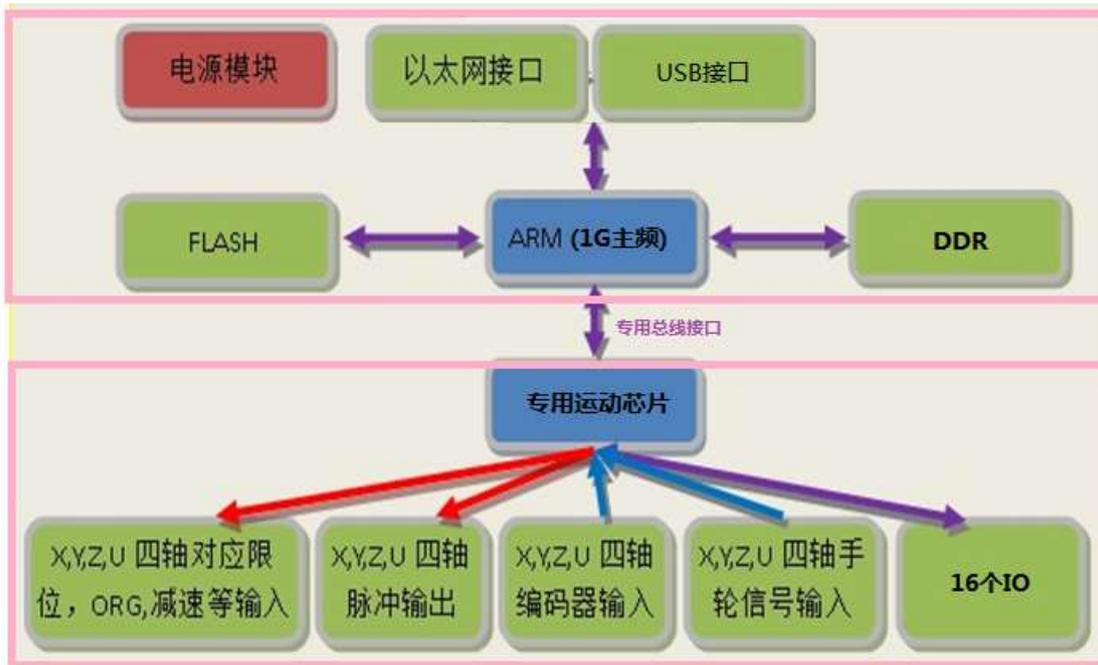 电源模块
以太网接口
USB接口
FLASH
ARM (1G主频)
DDR
专用总线接口
专用运动芯片
X,Y,Z,U 四轴对应限
位，ORG,减速等输入
X,Y,Z,U 四轴
脉冲输出
X,Y,Z,U 四轴
编码器输入
X,Y,Z,U 四轴手
轮信号输入
16个IO